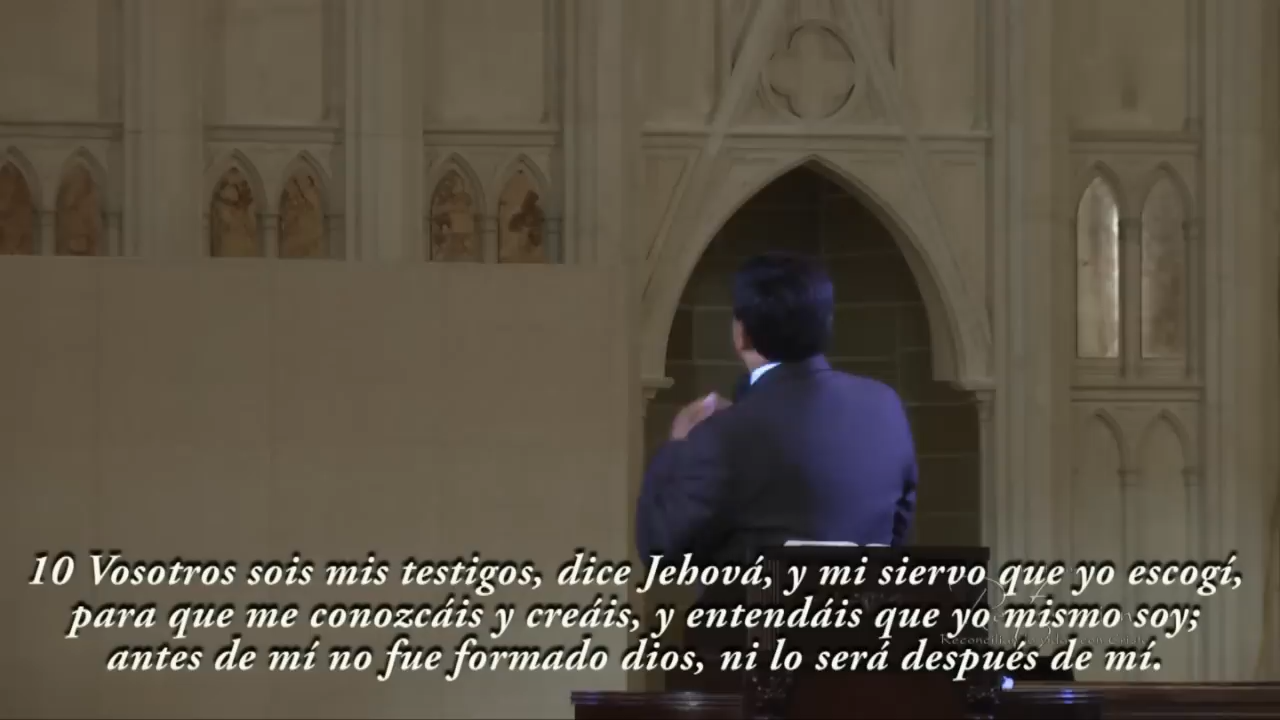 10 Vosotros sois mis testigos, dice Jehová, y mi siervo que yo escogí,
para que me conozcáis y creáis, y entendáis que yo mismo soy;
antes de mí no fue formado dios, ni lo será después de mí.